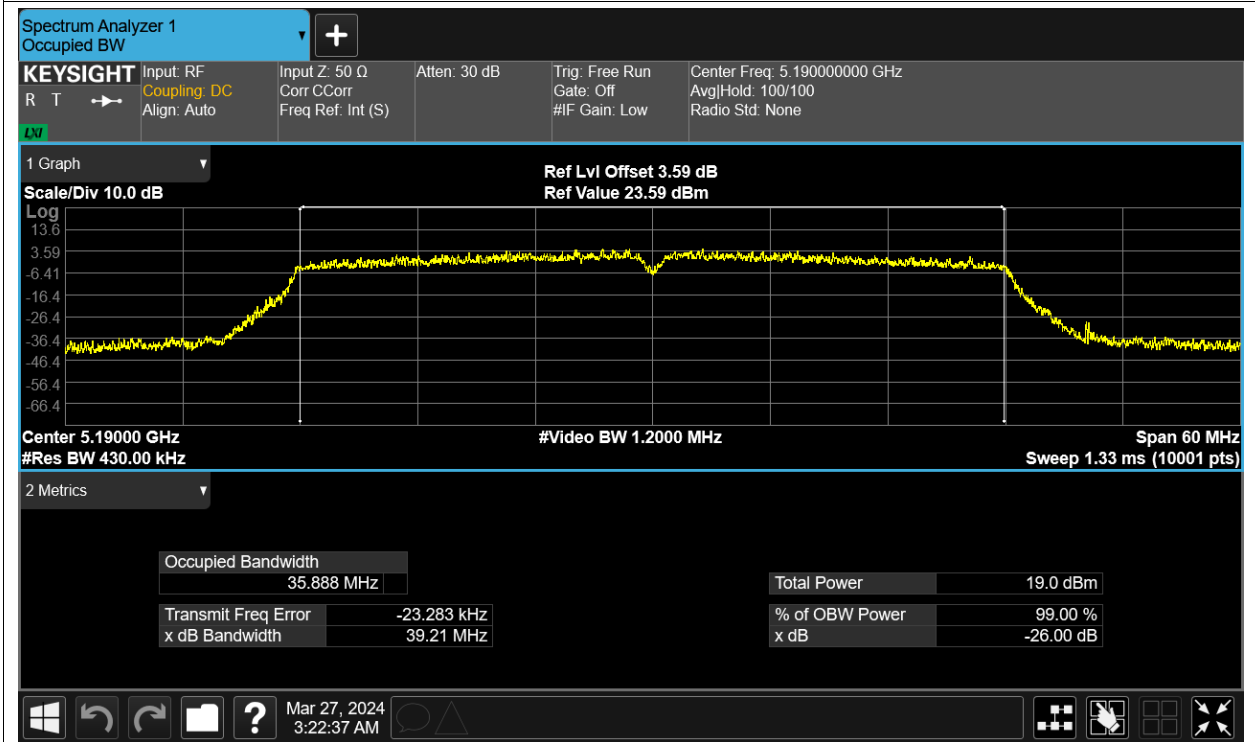 Spectrum Analyzer 1
Occupied BW
+
KEYSIGHT
R T
LXI
Input: RF
Coupling: DC
Align: Auto
Input Z: 50 Ω
Corr CCorr
Freq Ref: Int (S)
Atten: 30 dB
Trig: Free Run
Gate: Off
#IF Gain: Low
Center Freq: 5.190000000 GHz
Avg|Hold: 100/100
Radio Std: None
1 Graph
Scale/Div 10.0 dB
Ref Lvl Offset 3.59 dB
Ref Value 23.59 dBm
Log
13.6
3.59
-6.41
-16.4
-26.4
-36.4
-46.4
-56.4
-66.4
Center 5.19000 GHz
#Res BW 430.00 kHz
#Video BW 1.2000 MHz
Span 60 MHz
Sweep 1.33 ms (10001 pts)
2 Metrics
Occupied Bandwidth
35.888 MHz
Transmit Freq Error -23.283 kHz
x dB Bandwidth 39.21 MHz
Total Power 19.0 dBm
% of OBW Power 99.00 %
x dB -26.00 dB
?
Mar 27, 2024
3:22:37 AM